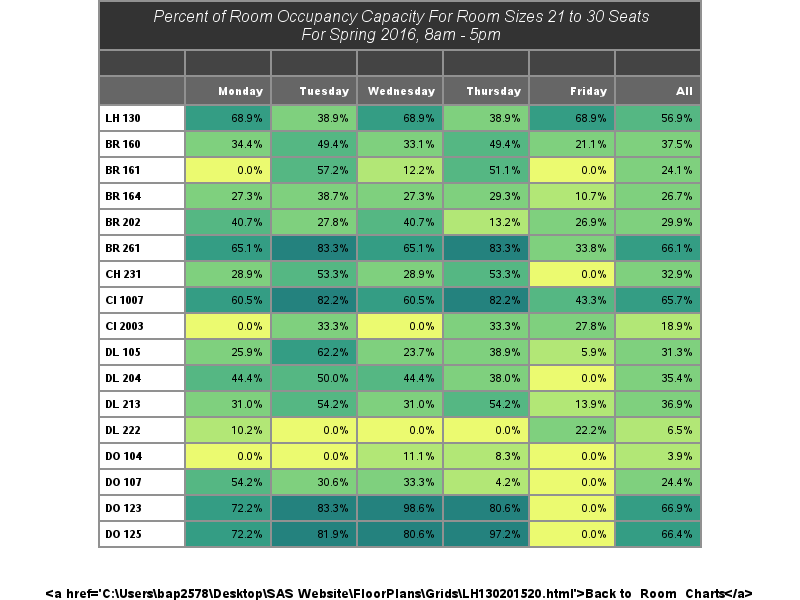 Percent of Room Occupancy Capacity For Room Sizes 21 to 30 Seats
For Spring 2016, 8am - 5pm
Monday Tuesday Wednesday Thursday Friday All
LH 130 68.9% 38.9% 68.9% 38.9% 68.9% 56.9%
BR 160 34.4% 49.4% 33.1% 49.4% 21.1% 37.5%
BR 161 0.0% 57.2% 12.2% 51.1% 0.0% 24.1%
BR 164 27.3% 38.7% 27.3% 29.3% 10.7% 26.7%
BR 202 40.7% 27.8% 40.7% 13.2% 26.9% 29.9%
BR 261 65.1% 83.3% 65.1% 83.3% 33.8% 66.1%
CH 231 28.9% 53.3% 28.9% 53.3% 0.0% 32.9%
CI 1007 60.5% 82.2% 60.5% 82.2% 43.3% 65.7%
CI 2003 0.0% 33.3% 0.0% 33.3% 27.8% 18.9%
DL 105 25.9% 62.2% 23.7% 38.9% 5.9% 31.3%
DL 204 44.4% 50.0% 44.4% 38.0% 0.0% 35.4%
DL 213 31.0% 54.2% 31.0% 54.2% 13.9% 36.9%
DL 222 10.2% 0.0% 0.0% 0.0% 22.2% 6.5%
DO 104 0.0% 0.0% 11.1% 8.3% 0.0% 3.9%
DO 107 54.2% 30.6% 33.3% 4.2% 0.0% 24.4%
DO 123 72.2% 83.3% 98.6% 80.6% 0.0% 66.9%
DO 125 72.2% 81.9% 80.6% 97.2% 0.0% 66.4%
<a href='C:\Users\bap2578\Desktop\SAS Website\FloorPlans\Grids\LH130201520.html'>Back to Room Charts</a>